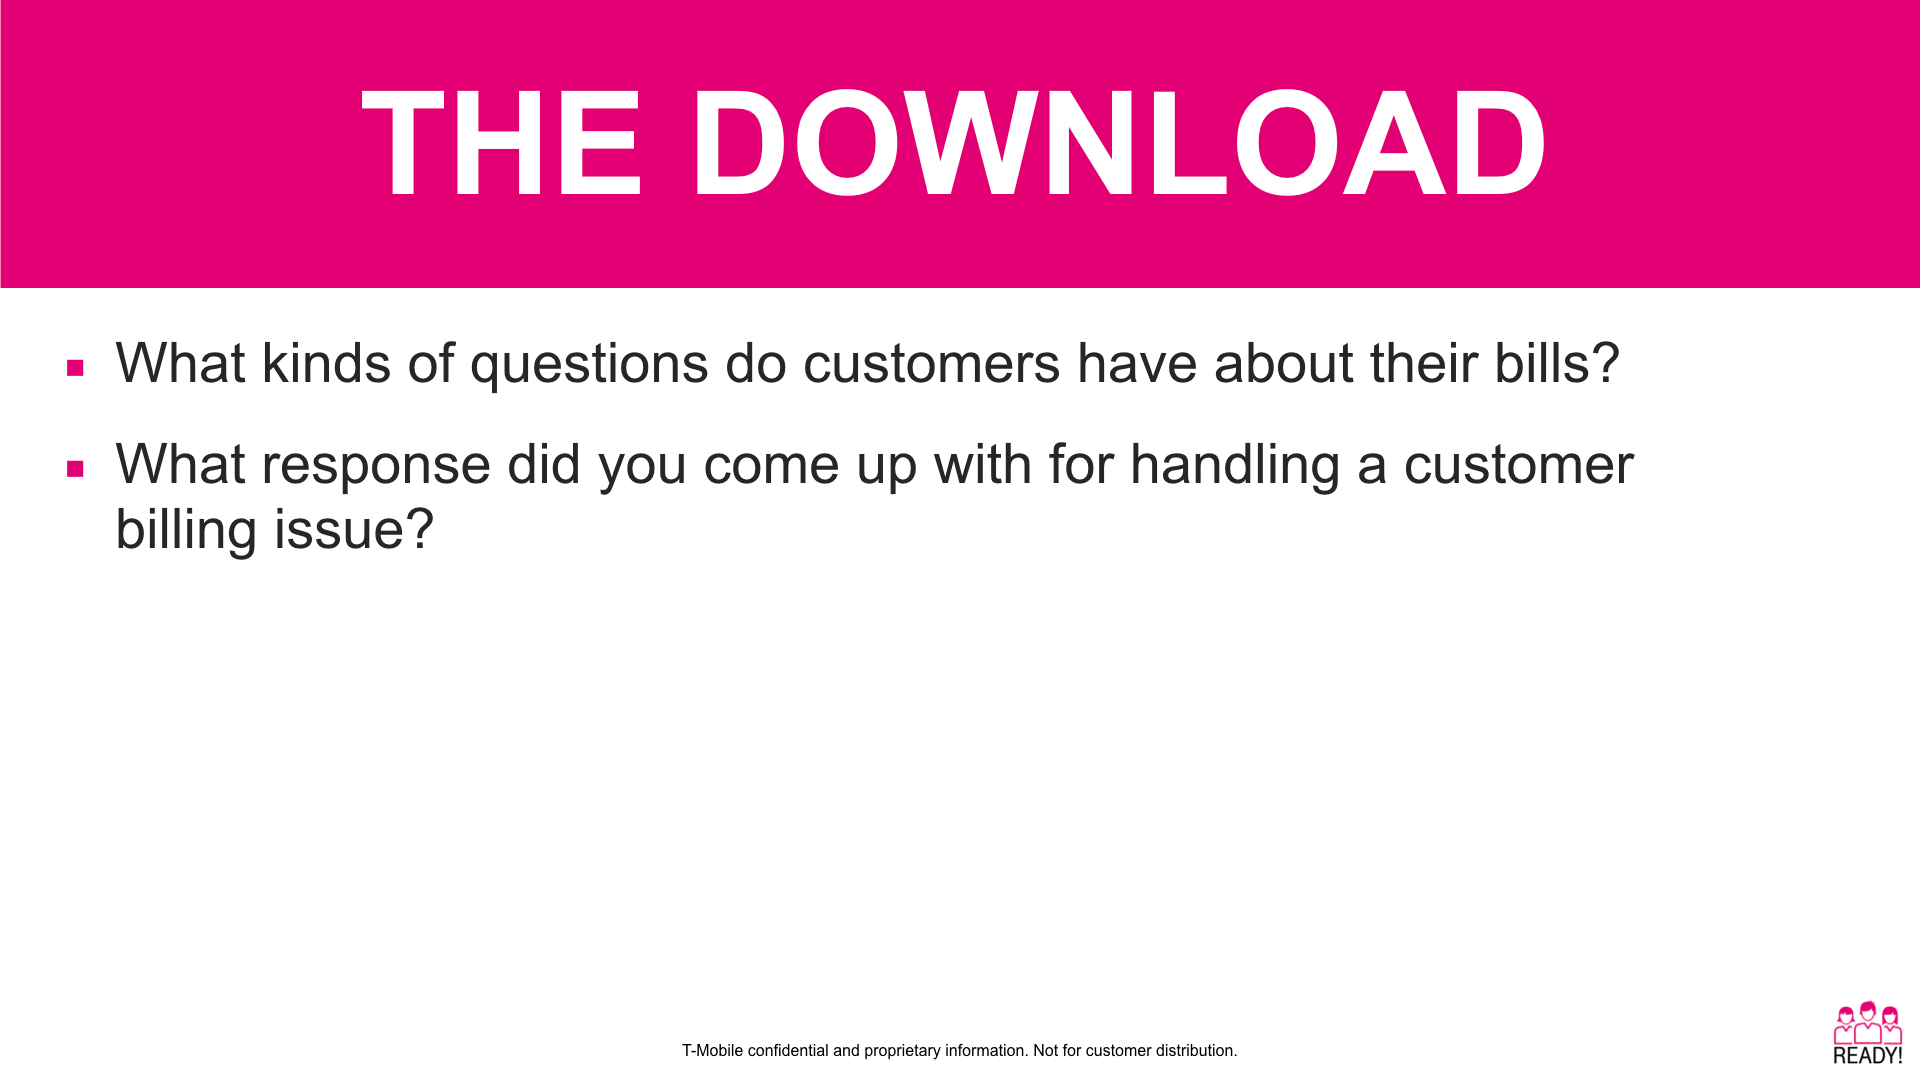 THE DOWNLOAD
What kinds of questions do customers have about their bills?
What response did you come up with for handling a customer
billing issue?
T-Mobile confidential and proprietary information. Not for customer distribution.
READY!